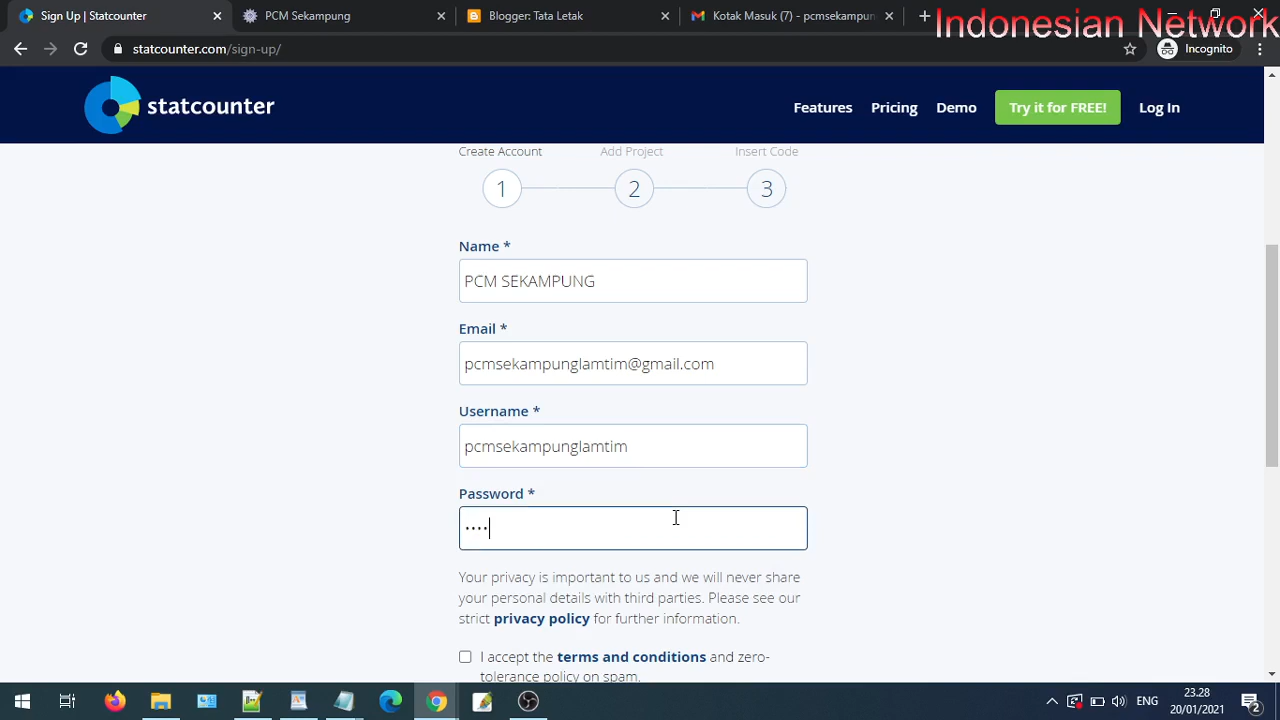 Sign Up | Statcounter
PCM Sekampung
Blogger: Tata Letak
Kotak Masuk (7) - pcmsekampun
Indonesian Network
statcounter.com/sign-up/
Incognito
statcounter
Features
Pricing
Demo
Try it for FREE!
Log In
Create Account
Add Project
Insert Code
1
2
3
Name *
PCM SEKAMPUNG
Email *
pcmsekampunglamtim@gmail.com
Username *
pcmsekampunglamtim
Password *
••••
Your privacy is important to us and we will never share
your personal details with third parties. Please see our
strict privacy policy for further information.
I accept the terms and conditions and zero-
tolerance policy on spam.
ENG
23.28
20/01/2021
2